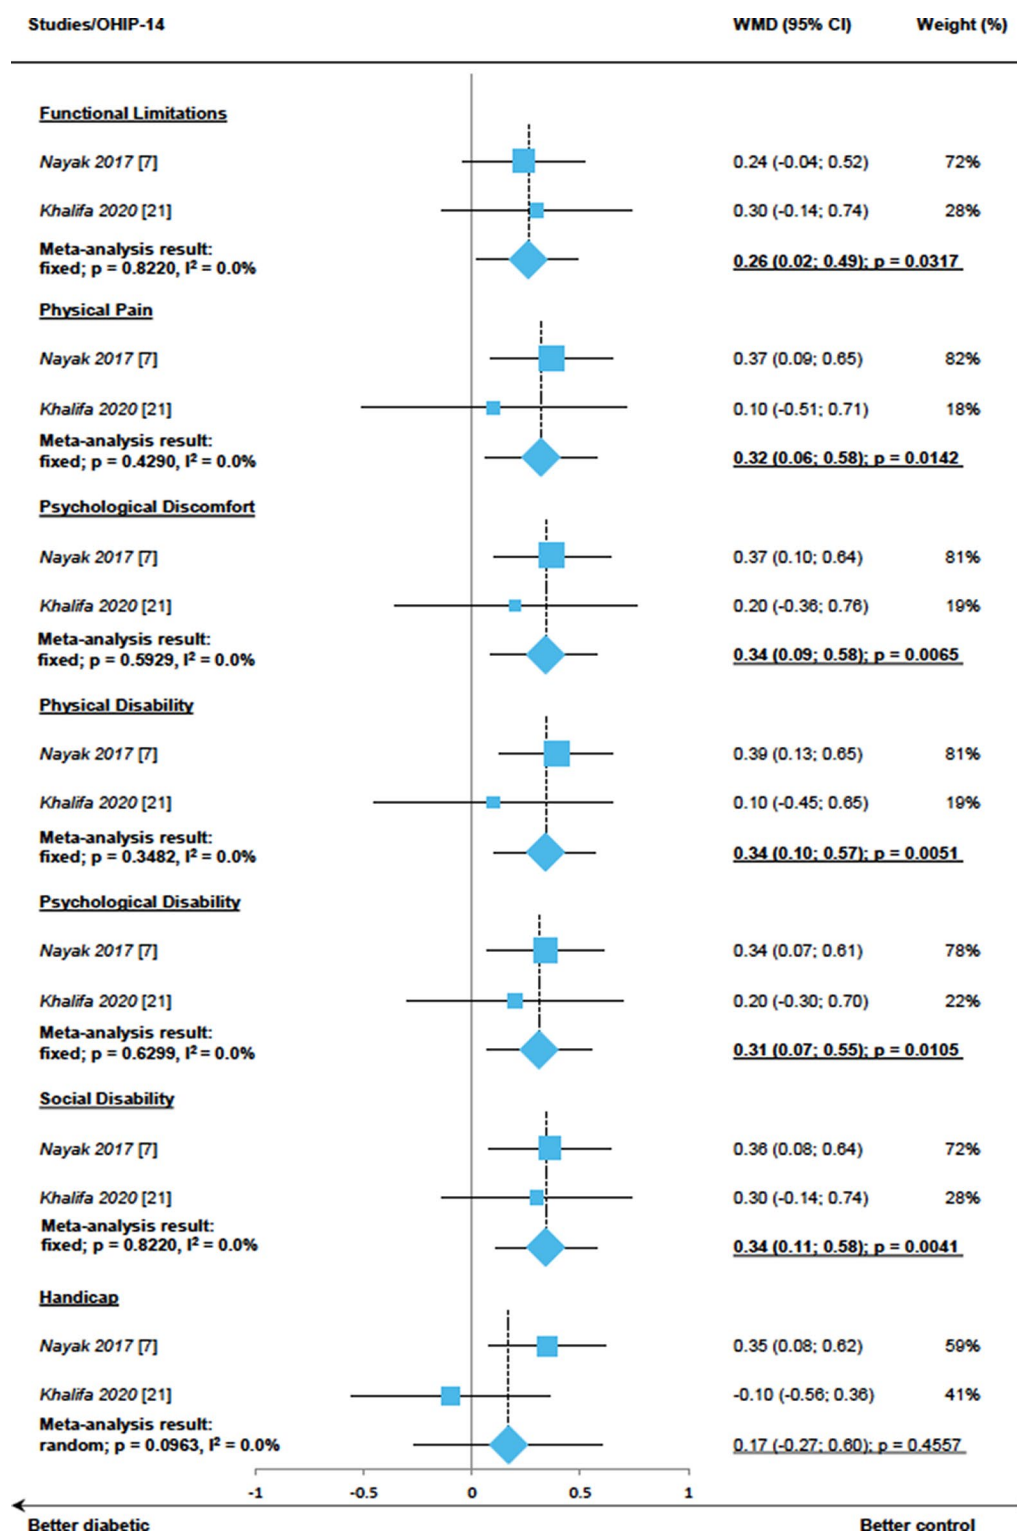 Studies/OHIP-14 WMD (95% CI) Weight (%)
Functional Limitations
Nayak 2017 [7] 0.24 (-0.04; 0.52) 72%
Khalifa 2020 [21] 0.30 (-0.14; 0.74) 28%
Meta-analysis result:
fixed; p = 0.8220, I² = 0.0% 0.26 (0.02; 0.49); p = 0.0317
Physical Pain
Nayak 2017 [7] 0.37 (0.09; 0.65) 82%
Khalifa 2020 [21] 0.10 (-0.51; 0.71) 18%
Meta-analysis result:
fixed; p = 0.4290, I² = 0.0% 0.32 (0.06; 0.58); p = 0.0142
Psychological Discomfort
Nayak 2017 [7] 0.37 (0.10; 0.64) 81%
Khalifa 2020 [21] 0.20 (-0.36; 0.76) 19%
Meta-analysis result:
fixed; p = 0.5929, I² = 0.0% 0.34 (0.09; 0.58); p = 0.0065
Physical Disability
Nayak 2017 [7] 0.39 (0.13; 0.65) 81%
Khalifa 2020 [21] 0.10 (-0.45; 0.65) 19%
Meta-analysis result:
fixed; p = 0.3482, I² = 0.0% 0.34 (0.10; 0.57); p = 0.0051
Psychological Disability
Nayak 2017 [7] 0.34 (0.07; 0.61) 78%
Khalifa 2020 [21] 0.20 (-0.30; 0.70) 22%
Meta-analysis result:
fixed; p = 0.6299, I² = 0.0% 0.31 (0.07; 0.55); p = 0.0105
Social Disability
Nayak 2017 [7] 0.36 (0.08; 0.64) 72%
Khalifa 2020 [21] 0.30 (-0.14; 0.74) 28%
Meta-analysis result:
fixed; p = 0.8220, I² = 0.0% 0.34 (0.11; 0.58); p = 0.0041
Handicap
Nayak 2017 [7] 0.35 (0.08; 0.62) 59%
Khalifa 2020 [21] -0.10 (-0.56; 0.36) 41%
Meta-analysis result:
random; p = 0.0963, I² = 0.0% 0.17 (-0.27; 0.60); p = 0.4557
-1 -0.5 0 0.5 1
Better diabetic Better control